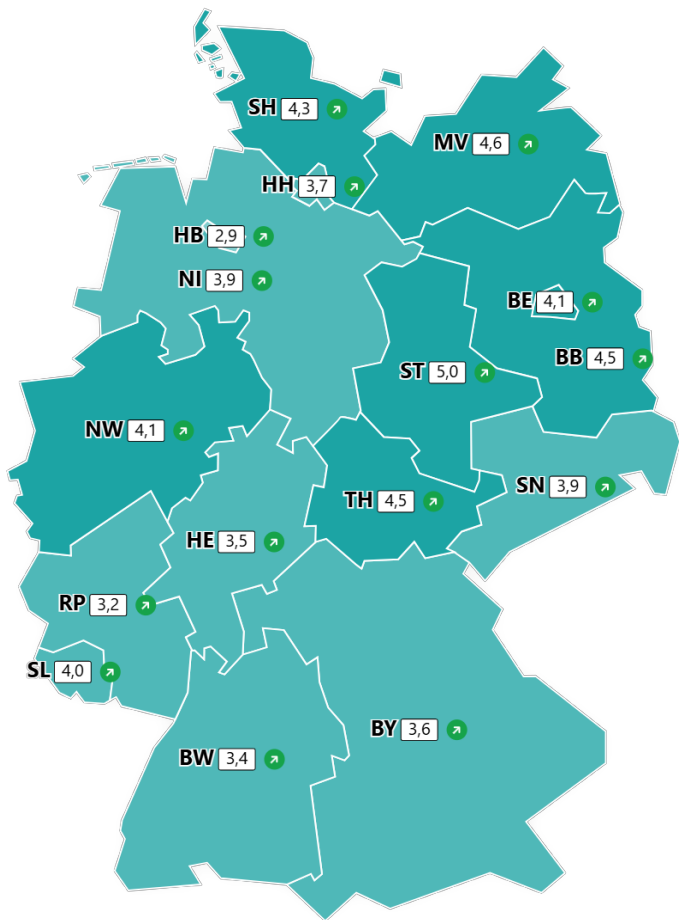 SH 4,3
MV 4,6
HH 3,7
HB 2,9
NI 3,9
BE 4,1
BB 4,5
ST 5,0
NW 4,1
SN 3,9
TH 4,5
HE 3,5
RP 3,2
SL 4,0
BY 3,6
BW 3,4